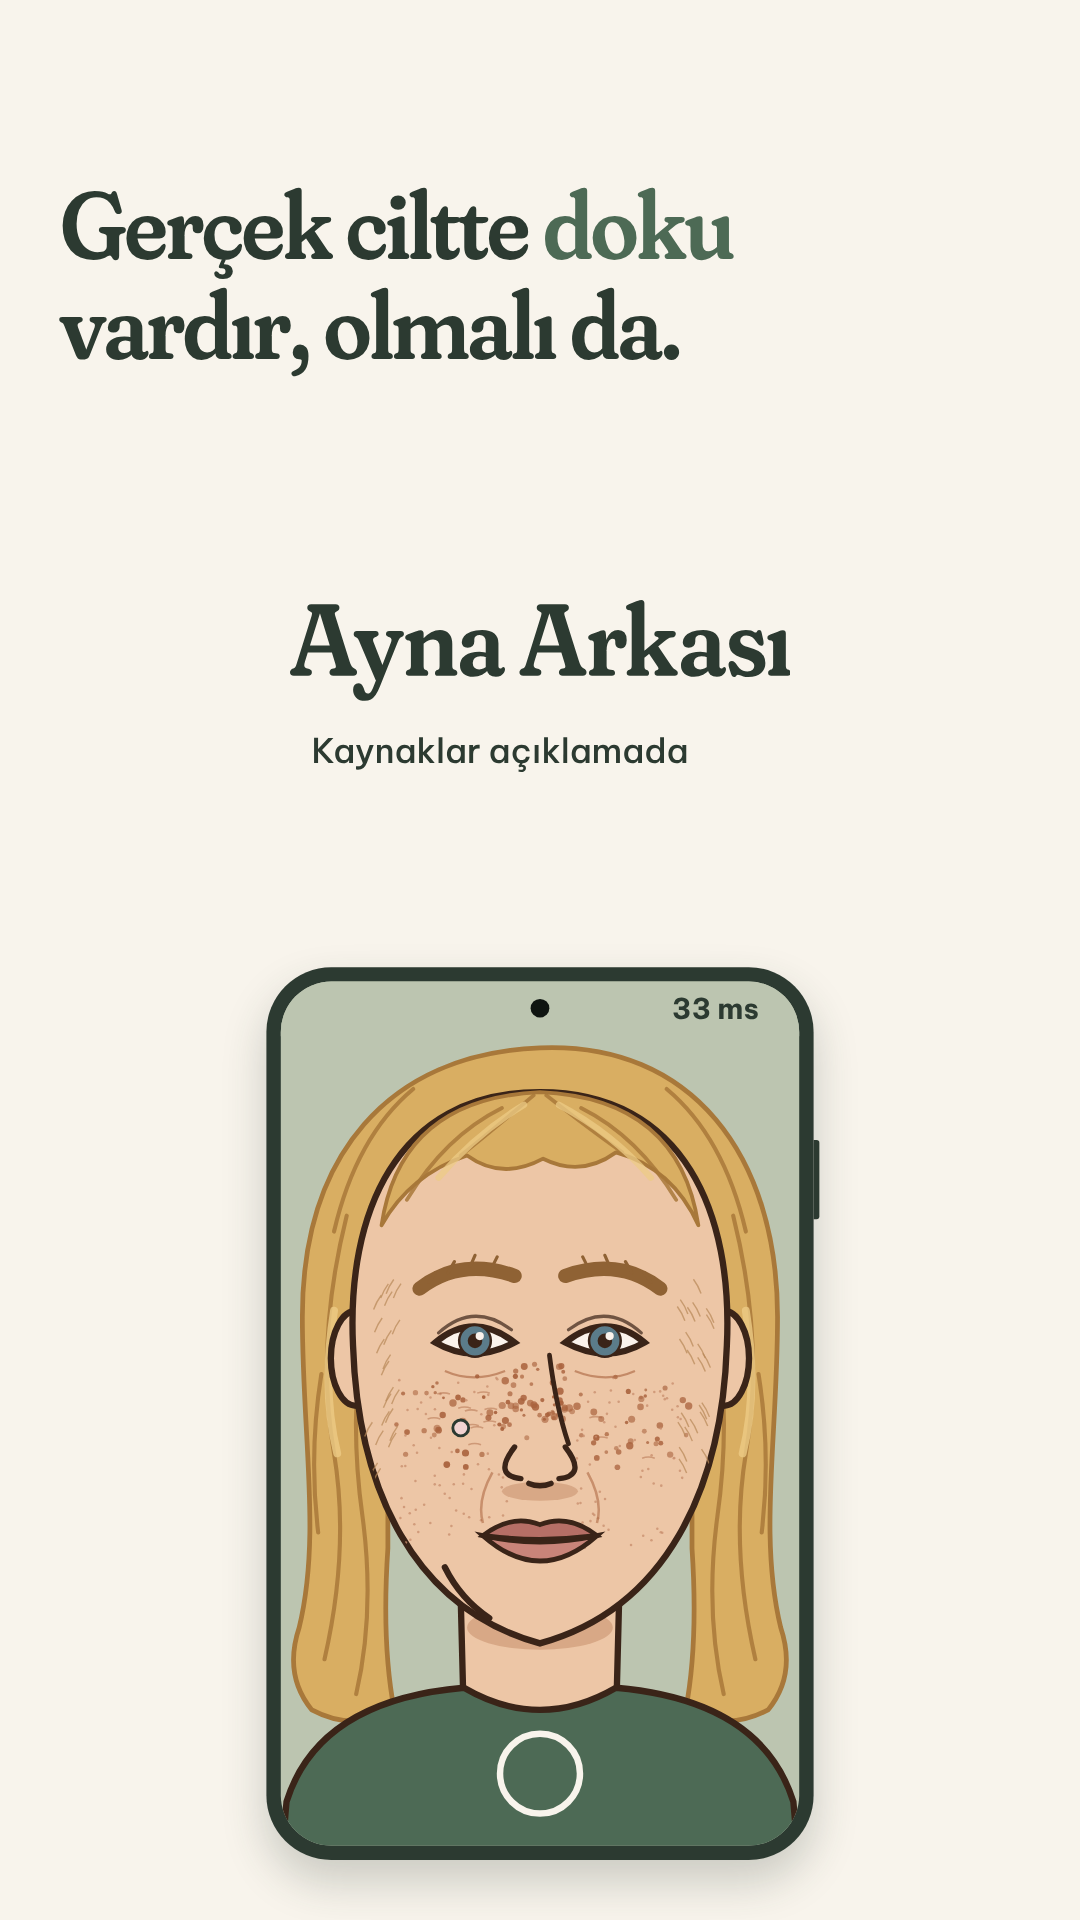 Gerçek ciltte doku
vardır, olmalı da.
Ayna Arkası
Kaynaklar açıklamada
33 ms